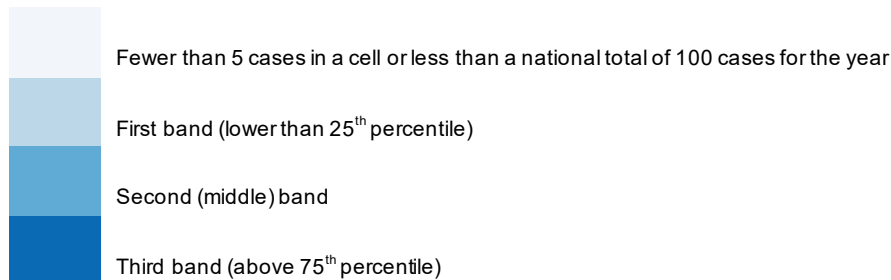 Fewer than 5 cases in a cell or less than a national total of 100 cases for the year
First band (lower than 25th percentile)
Second (middle) band
Third band (above 75th percentile)